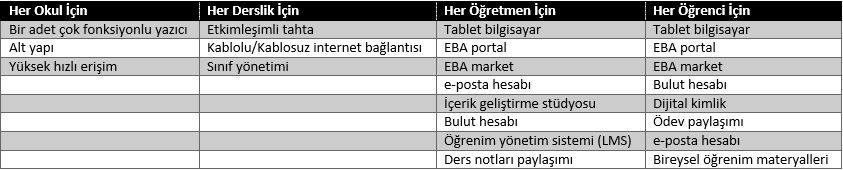 Her Okul İçin Her Derslik İçin Her Öğretmen İçin Her Öğrenci İçin
Bir adet çok fonksiyonlu yazıcı Etkimleşimli tahta Tablet bilgisayar Tablet bilgisayar
Alt yapı Kablolu/Kablosuz internet bağlantısı EBA portal EBA portal
Yüksek hızlı erişim Sınıf yönetimi EBA market EBA market
e-posta hesabı Bulut hesabı
İçerik geliştirme stüdyosu Dijital kimlik
Bulut hesabı Ödev paylaşımı
Öğrenim yönetim sistemi (LMS) e-posta hesabı
Ders notları paylaşımı Bireysel öğrenim materyalleri